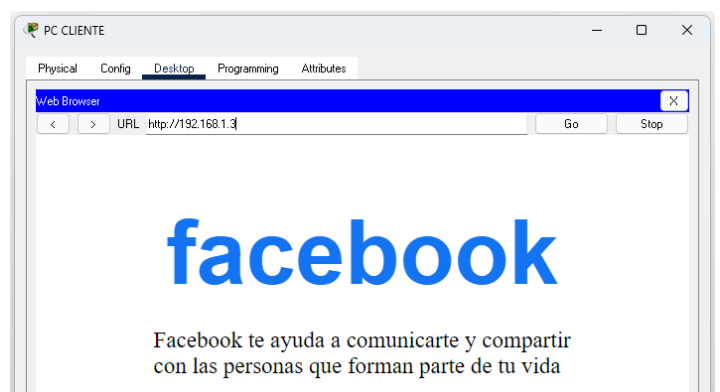 PC CLIENTE
Physical Config Desktop Programming Attributes
Web Browser X
< > URL http://192.168.1.3 Go Stop
facebook
Facebook te ayuda a comunicarte y compartir
con las personas que forman parte de tu vida